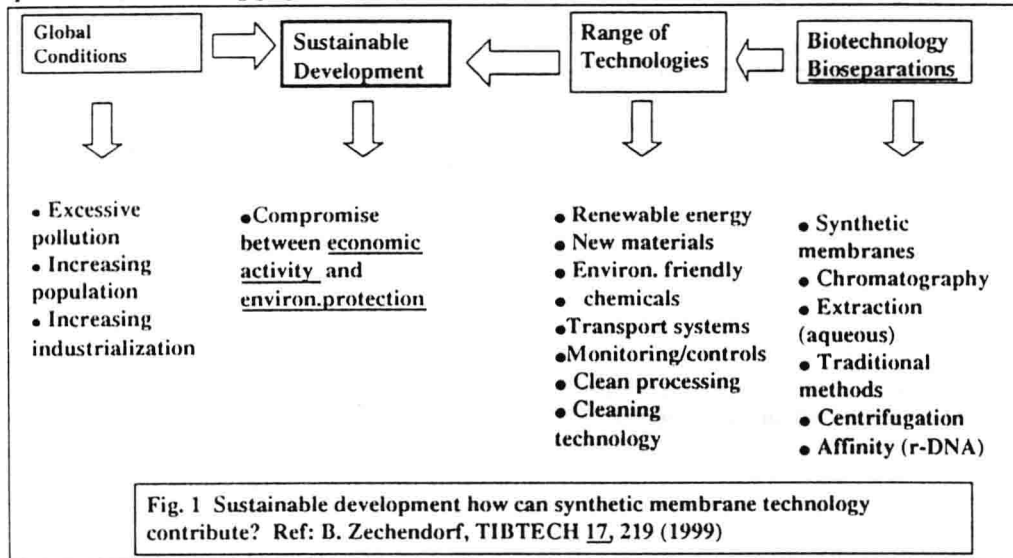 Global
Conditions
Sustainable
Development
Range of
Technologies
Biotechnology
Bioseparations
• Excessive
pollution
• Increasing
population
• Increasing
industrialization
•Compromise
between economic
activity and
environ.protection
• Renewable energy
• New materials
• Environ. friendly
• chemicals
•Transport systems
•Monitoring/controls
• Clean processing
• Cleaning
technology
• Synthetic
membranes
• Chromatography
• Extraction
(aqueous)
• Traditional
methods
• Centrifugation
• Affinity (r-DNA)
Fig. 1 Sustainable development how can synthetic membrane technology
contribute? Ref: B. Zechendorf, TIBTECH 17, 219 (1999)